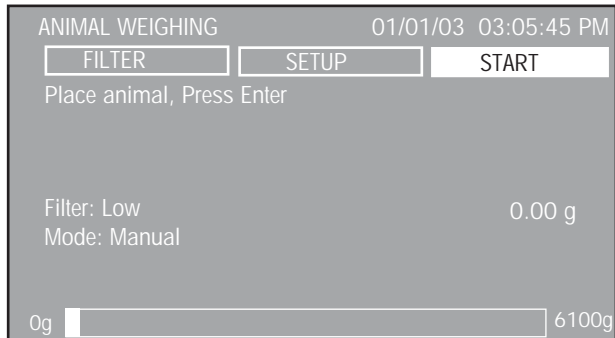 ANIMAL WEIGHING 01/01/03 03:05:45 PM
FILTER SETUP START
Place animal, Press Enter
Filter: Low 0.00 g
Mode: Manual
0g 6100g